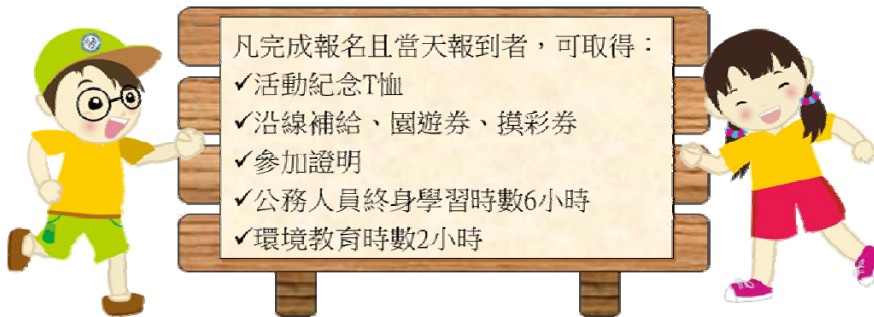 凡完成報名且當天報到者，可取得：
✓活動紀念T恤
✓沿線補給、園遊券、摸彩券
✓參加證明
✓公務人員終身學習時數6小時
✓環境教育時數2小時